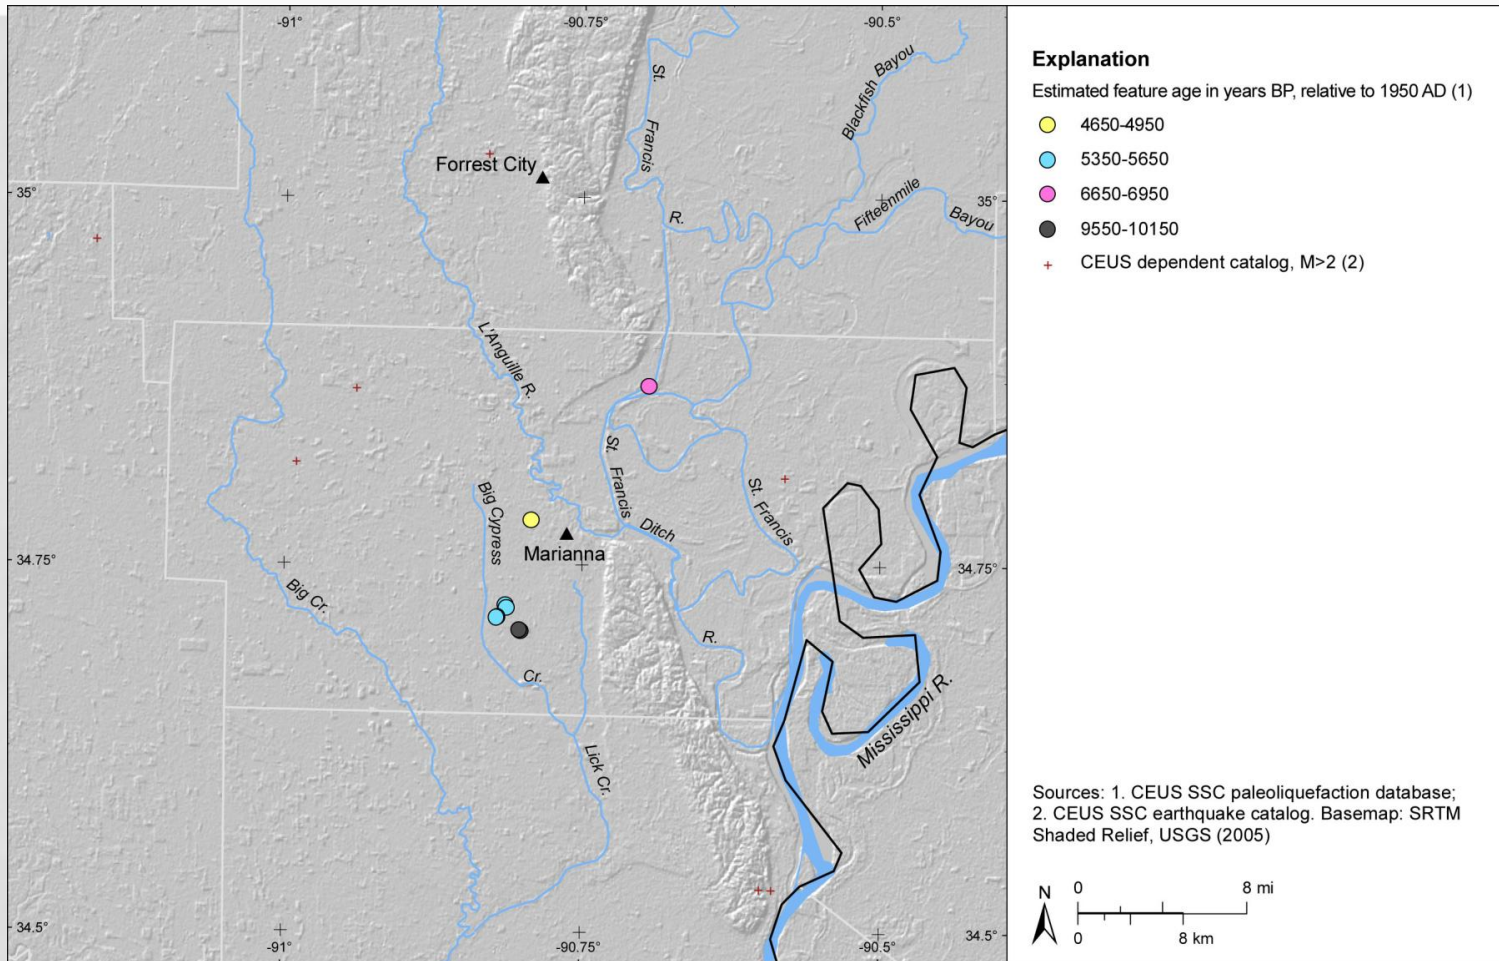 -91°
-90.75°
-90.5°
St.
Francis
R.
Blackfish Bayou
Fifteenmile
Bayou
Forrest City
35°
35°
L'Anguille R.
St.
Francis
Big Cypress
Cr.
St. Francis
Ditch
Marianna
34.75°
34.75°
Big Cr.
R.
Mississippi R.
Lick Cr.
34.5°
34.5°
-91°
-90.75°
-90.5°
Explanation
Estimated feature age in years BP, relative to 1950 AD (1)
4650-4950
5350-5650
6650-6950
9550-10150
CEUS dependent catalog, M>2 (2)
Sources: 1. CEUS SSC paleoliquefaction database;
2. CEUS SSC earthquake catalog. Basemap: SRTM
Shaded Relief, USGS (2005)
N
0 8 mi
0 8 km